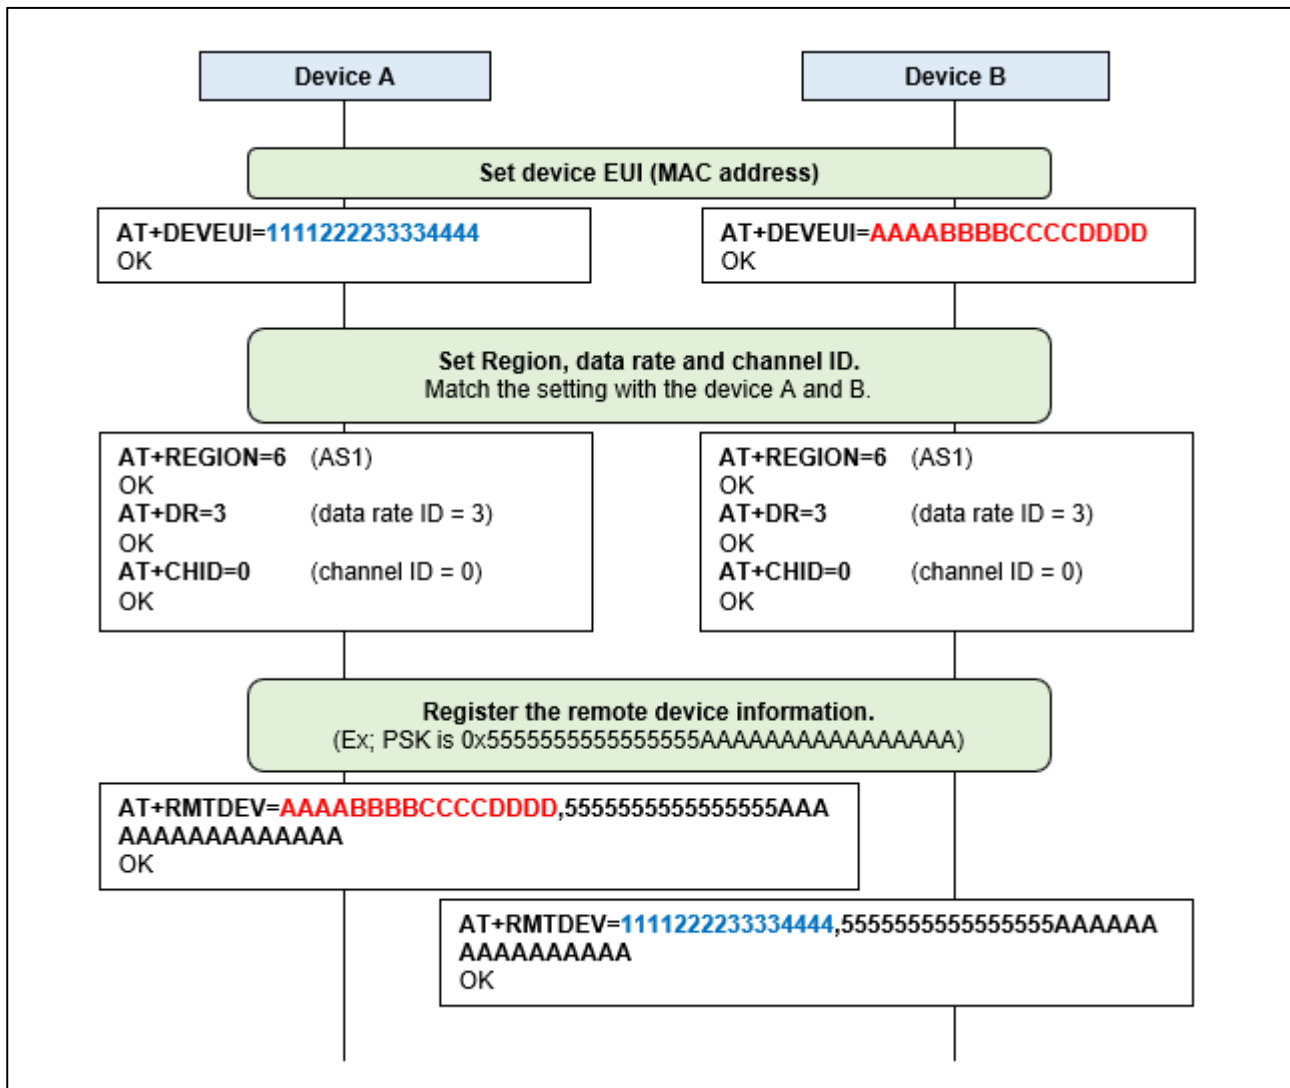 Device A
Device B
Set device EUI (MAC address)
AT+DEVEUI=1111222233334444
OK
AT+DEVEUI=AAAABBBBCCCCDDDD
OK
Set Region, data rate and channel ID.
Match the setting with the device A and B.
AT+REGION=6 (AS1)
OK
AT+DR=3 (data rate ID = 3)
OK
AT+CHID=0 (channel ID = 0)
OK
AT+REGION=6 (AS1)
OK
AT+DR=3 (data rate ID = 3)
OK
AT+CHID=0 (channel ID = 0)
OK
Register the remote device information.
(Ex; PSK is 0x5555555555555555AAAAAAAAAAAAAAAA)
AT+RMTDEV=AAAABBBBCCCCDDDD,5555555555555555AAA
AAAAAAAAAAAAA
OK
AT+RMTDEV=1111222233334444,5555555555555555AAAAAA
AAAAAAAAAA
OK